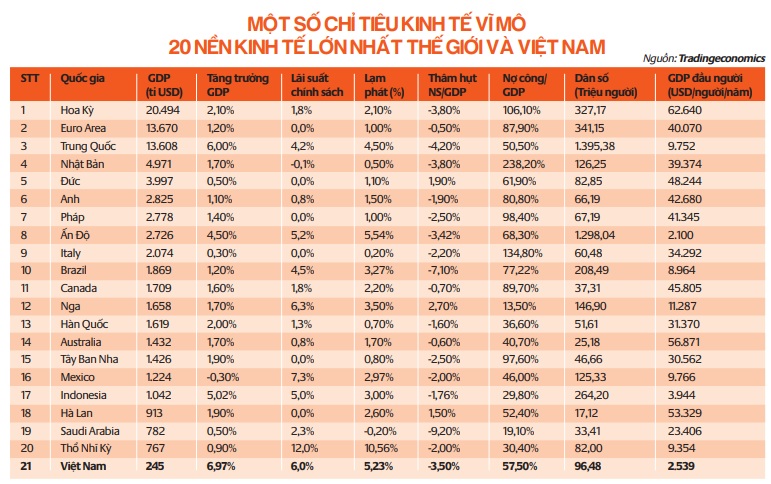 MỘT SỐ CHỈ TIÊU KINH TẾ VĨ MÔ
20 NỀN KINH TẾ LỚN NHẤT THẾ GIỚI VÀ VIỆT NAM
Nguồn: Tradingeconomics
STT Quốc gia GDP (tỉ USD) Tăng trưởng GDP Lãi suất chính sách Lạm phát (%) Thâm hụt NS/GDP Nợ công/ GDP Dân số (Triệu người) GDP đầu người (USD/người/năm)
1 Hoa Kỳ 20.494 2,10% 1,8% 2,10% -3,80% 106,10% 327,17 62.640
2 Euro Area 13.670 1,20% 0,0% 1,00% -0,50% 87,90% 341,15 40.070
3 Trung Quốc 13.608 6,00% 4,2% 4,50% -4,20% 50,50% 1.395,38 9.752
4 Nhật Bản 4.971 1,70% -0,1% 0,50% -3,80% 238,20% 126,25 39.374
5 Đức 3.997 0,50% 0,0% 1,10% 1,90% 61,90% 82,85 48.244
6 Anh 2.825 1,10% 0,8% 1,50% -1,90% 80,80% 66,19 42.680
7 Pháp 2.778 1,40% 0,0% 1,00% -2,50% 98,40% 67,19 41.345
8 Ấn Độ 2.726 4,50% 5,2% 5,54% -3,42% 68,30% 1.298,04 2.100
9 Italy 2.074 0,30% 0,0% 0,20% -2,20% 134,80% 60,48 34.292
10 Brazil 1.869 1,20% 4,5% 3,27% -7,10% 77,22% 208,49 8.964
11 Canada 1.709 1,60% 1,8% 2,20% -0,70% 89,70% 37,31 45.805
12 Nga 1.658 1,70% 6,3% 3,50% 2,70% 13,50% 146,90 11.287
13 Hàn Quốc 1.619 2,00% 1,3% 0,70% -1,60% 36,60% 51,61 31.370
14 Australia 1.432 1,70% 0,8% 1,70% -0,60% 40,70% 25,18 56.871
15 Tây Ban Nha 1.426 1,90% 0,0% 0,80% -2,50% 97,60% 46,66 30.562
16 Mexico 1.224 -0,30% 7,3% 2,97% -2,00% 46,00% 125,33 9.766
17 Indonesia 1.042 5,02% 5,0% 3,00% -1,76% 29,80% 264,20 3.944
18 Hà Lan 913 1,90% 0,0% 2,60% 1,50% 52,40% 17,12 53.329
19 Saudi Arabia 782 0,50% 2,3% -0,20% -9,20% 19,10% 33,41 23.406
20 Thổ Nhĩ Kỳ 767 0,90% 12,0% 10,56% -2,00% 30,40% 82,00 9.354
21 Việt Nam 245 6,97% 6,0% 5,23% -3,50% 57,50% 96,48 2.539